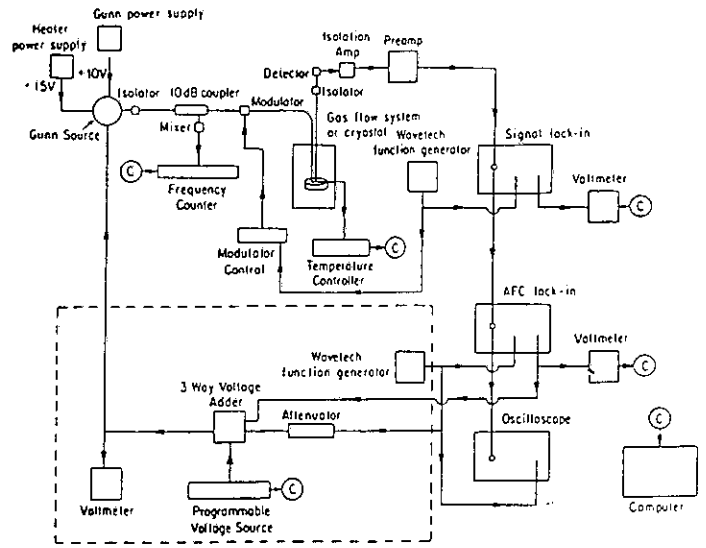 Gunn power supply
Heater
power supply
+15V
+10V
Isolator
10dB coupler
Modulator
Gunn Source
Mixer
C
Frequency
Counter
Modulator
Control
Detector
Isolator
Isolation
Amp
Preamp
Gas flow system
or cryostat
Temperature
Controller
C
Wavetech
function generator
Signal lock-in
Voltmeter
C
AFC lock-in
Voltmeter
C
Wavetech
function generator
3 Way Voltage
Adder
Attenuator
Oscilloscope
Voltmeter
Programmable
Voltage Source
C
C
Computer